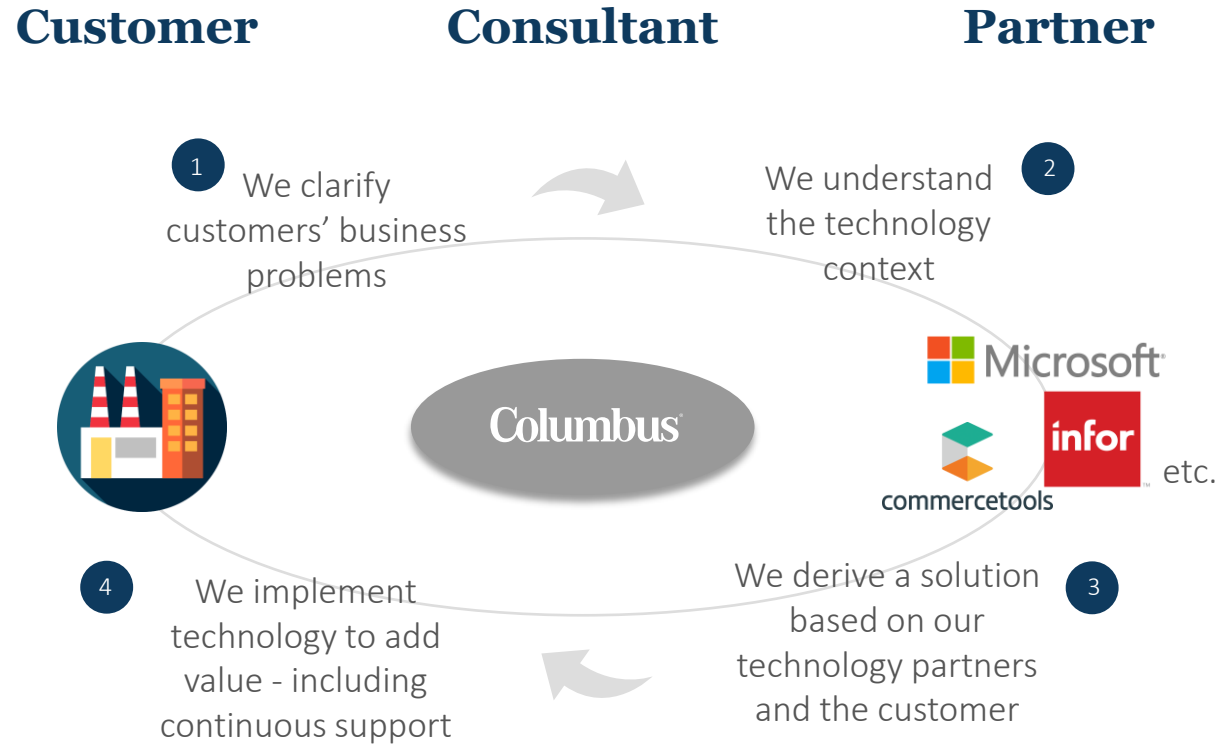 Customer
Consultant
Partner
1
We clarify
customers’ business
problems
We understand
the technology
context
2
Microsoft
Columbus
infor
commercetools
etc.
4
We implement
technology to add
value - including
continuous support
We derive a solution
based on our
technology partners
and the customer
3